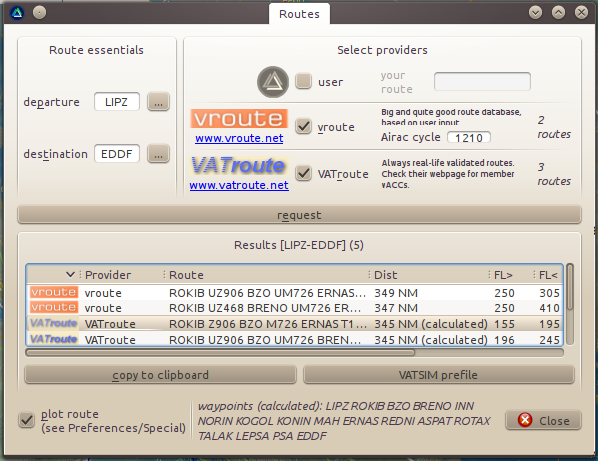 Routes
Route essentials
departure LIPZ ...
destination EDDF ...
Select providers
user your route
vroute
www.vroute.net
vroute
Big and quite good route database,
based on user input
Airac cycle 1210
2 routes
VATroute
www.vatroute.net
VATroute
Always real-life validated routes.
Check their webpage for member
vACCs.
3 routes
request
Results [LIPZ-EDDF] (5)
Provider Route Dist FL> FL<
vroute vroute ROKIB UZ906 BZO UM726 ERNAS... 349 NM 250 305
vroute vroute ROKIB UZ468 BRENO UM726 ER... 347 NM 250 410
VATroute VATroute ROKIB Z906 BZO M726 ERNAS T1... 345 NM (calculated) 155 195
VATroute VATroute ROKIB UZ906 BZO UM726 BREN... 345 NM (calculated) 196 245
copy to clipboard VATSIM prefile
plot route
(see Preferences/Special)
waypoints (calculated): LIPZ ROKIB BZO BRENO INN
NORIN KOGOL KONIN MAH ERNAS REDNI ASPAT ROTAX
TALAK LEPSA PSA EDDF
Close